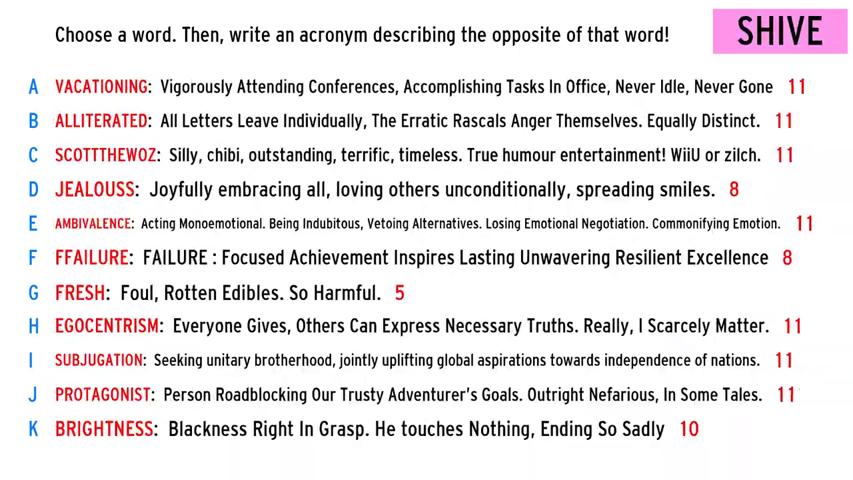 Choose a word. Then, write an acronym describing the opposite of that word!
SHIVE
A VACATIONING: Vigorously Attending Conferences, Accomplishing Tasks In Office, Never Idle, Never Gone 11
B ALLITERATED: All Letters Leave Individually, The Erratic Rascals Anger Themselves. Equally Distinct. 11
C SCOTTTHEWOZ: Silly, chibi, outstanding, terrific, timeless. True humour entertainment! WiiU or zilch. 11
D JEALOUSS: Joyfully embracing all, loving others unconditionally, spreading smiles. 8
E AMBIVALENCE: Acting Monoemotional. Being Indubitous, Vetoing Alternatives. Losing Emotional Negotiation. Commonifying Emotion. 11
F FFAILURE: FAILURE : Focused Achievement Inspires Lasting Unwavering Resilient Excellence 8
G FRESH: Foul, Rotten Edibles. So Harmful. 5
H EGOCENTRISM: Everyone Gives, Others Can Express Necessary Truths. Really, I Scarcely Matter. 11
I SUBJUGATION: Seeking unitary brotherhood, jointly uplifting global aspirations towards independence of nations. 11
J PROTAGONIST: Person Roadblocking Our Trusty Adventurer's Goals. Outright Nefarious, In Some Tales. 11
K BRIGHTNESS: Blackness Right In Grasp. He touches Nothing, Ending So Sadly 10